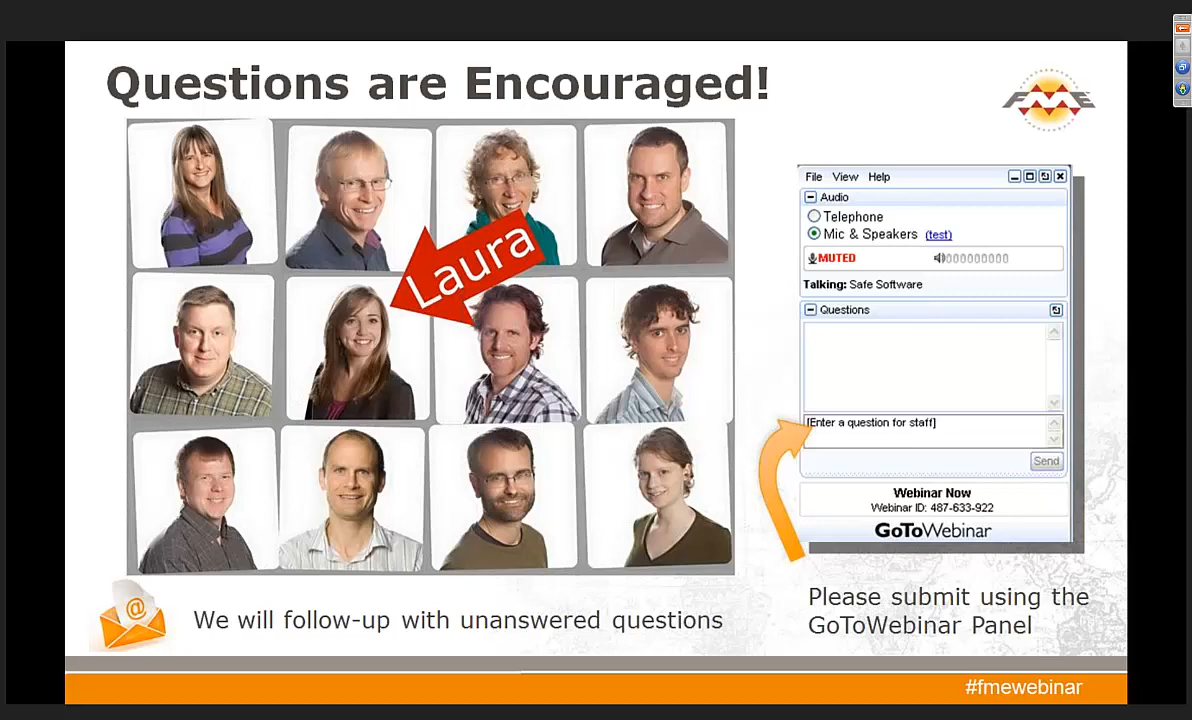 Questions are Encouraged!
FME
Laura
File View Help
Audio
Telephone
Mic & Speakers (test)
MUTED
Talking: Safe Software
Questions
[Enter a question for staff]
Send
Webinar Now
Webinar ID: 487-633-922
GoToWebinar
@
We will follow-up with unanswered questions
Please submit using the
GoToWebinar Panel
#fmewebinar